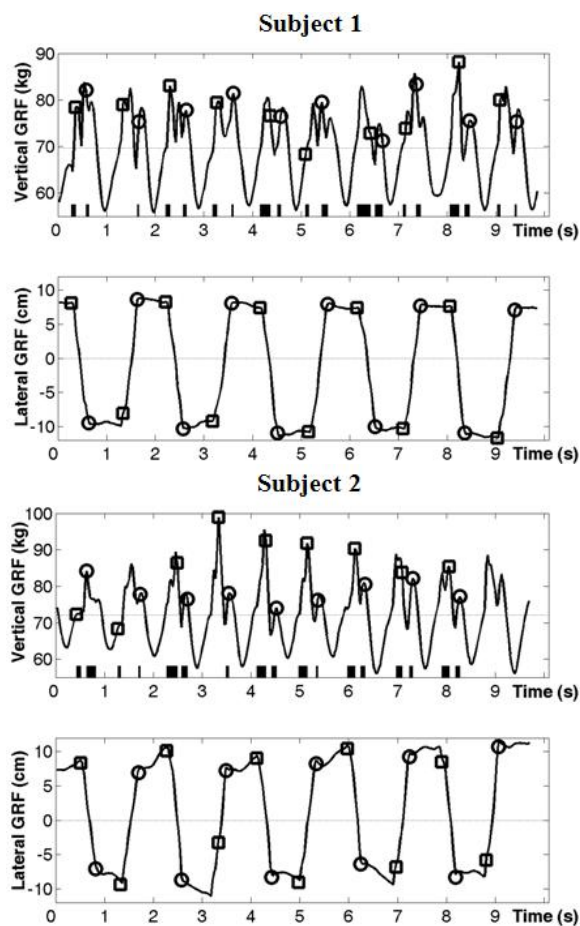 Subject 1
Vertical GRF (kg)
90
80
70
60
0 1 2 3 4 5 6 7 8 9 Time (s)
Lateral GRF (cm)
10
5
0
-5
-10
0 1 2 3 4 5 6 7 8 9 Time (s)
Subject 2
Vertical GRF (kg)
100
90
80
70
60
0 1 2 3 4 5 6 7 8 9 Time (s)
Lateral GRF (cm)
10
5
0
-5
-10
0 1 2 3 4 5 6 7 8 9 Time (s)